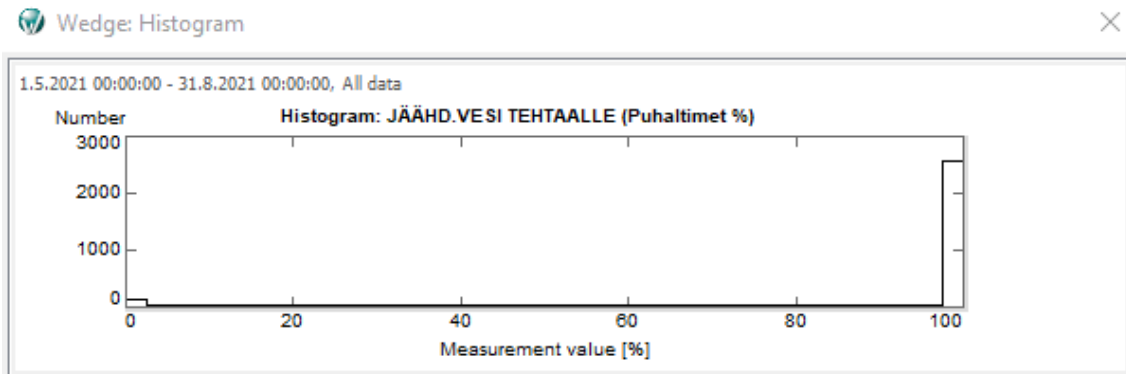 Wedge: Histogram
1.5.2021 00:00:00 - 31.8.2021 00:00:00, All data
Number
Histogram: JÄÄHD.VESI TEHTAALLE (Puhaltimet %)
3000
2000
1000
0
0 20 40 60 80 100
Measurement value [%]